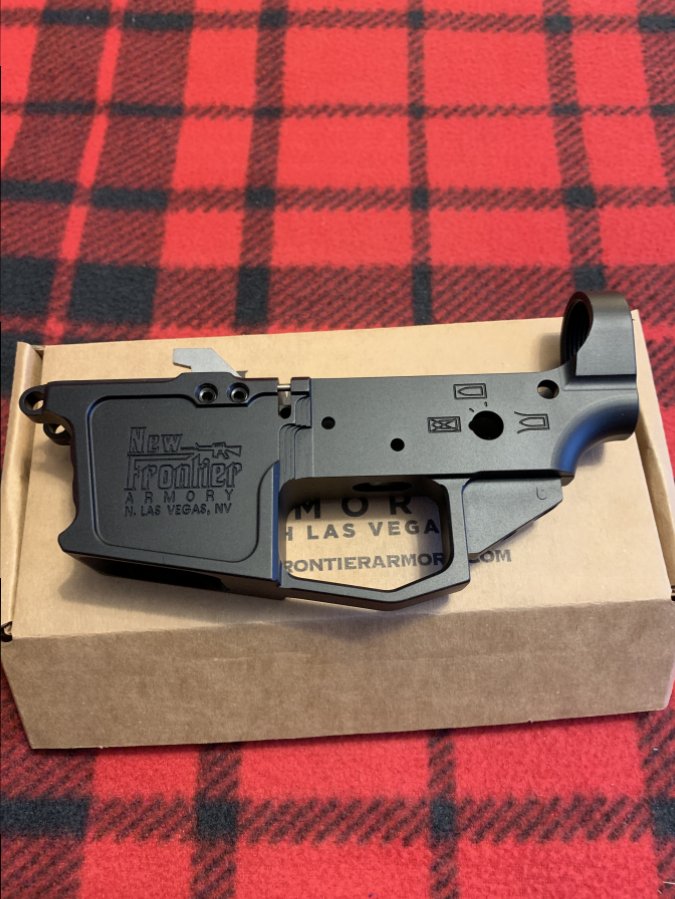 New
Frontier
ARMORY
N. LAS VEGAS, NV
MOR
H LAS VEGA
RONTIERARMOR
.COM